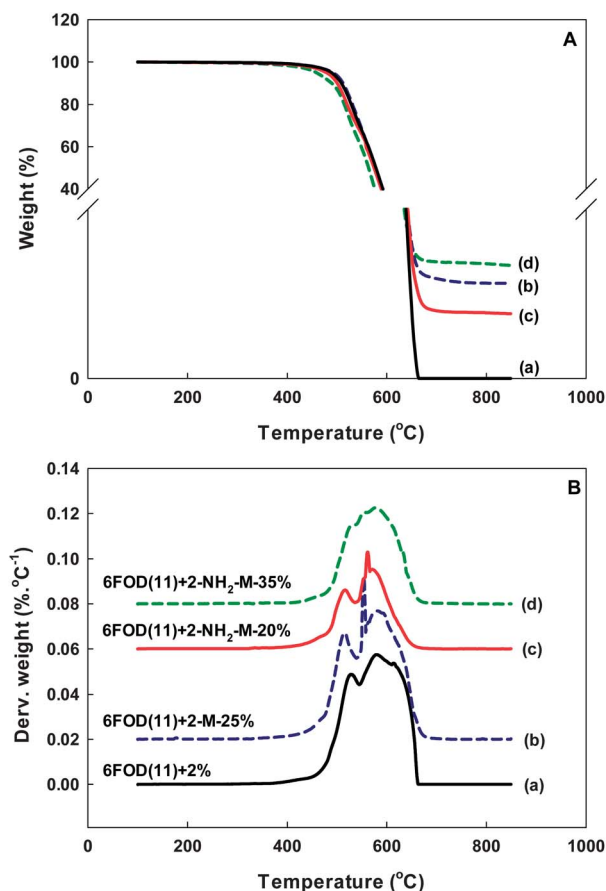 A
Weight (%)
120
100
80
60
40
0
(d)
(b)
(c)
(a)
0 200 400 600 800 1000
Temperature (°C)
B
Derv. weight (%.°C⁻¹)
0.14
0.12
0.10
0.08
0.06
0.04
0.02
0.00
6FOD(11)+2-NH₂-M-35%
(d)
6FOD(11)+2-NH₂-M-20%
(c)
6FOD(11)+2-M-25%
(b)
6FOD(11)+2%
(a)
0 200 400 600 800 1000
Temperature (°C)